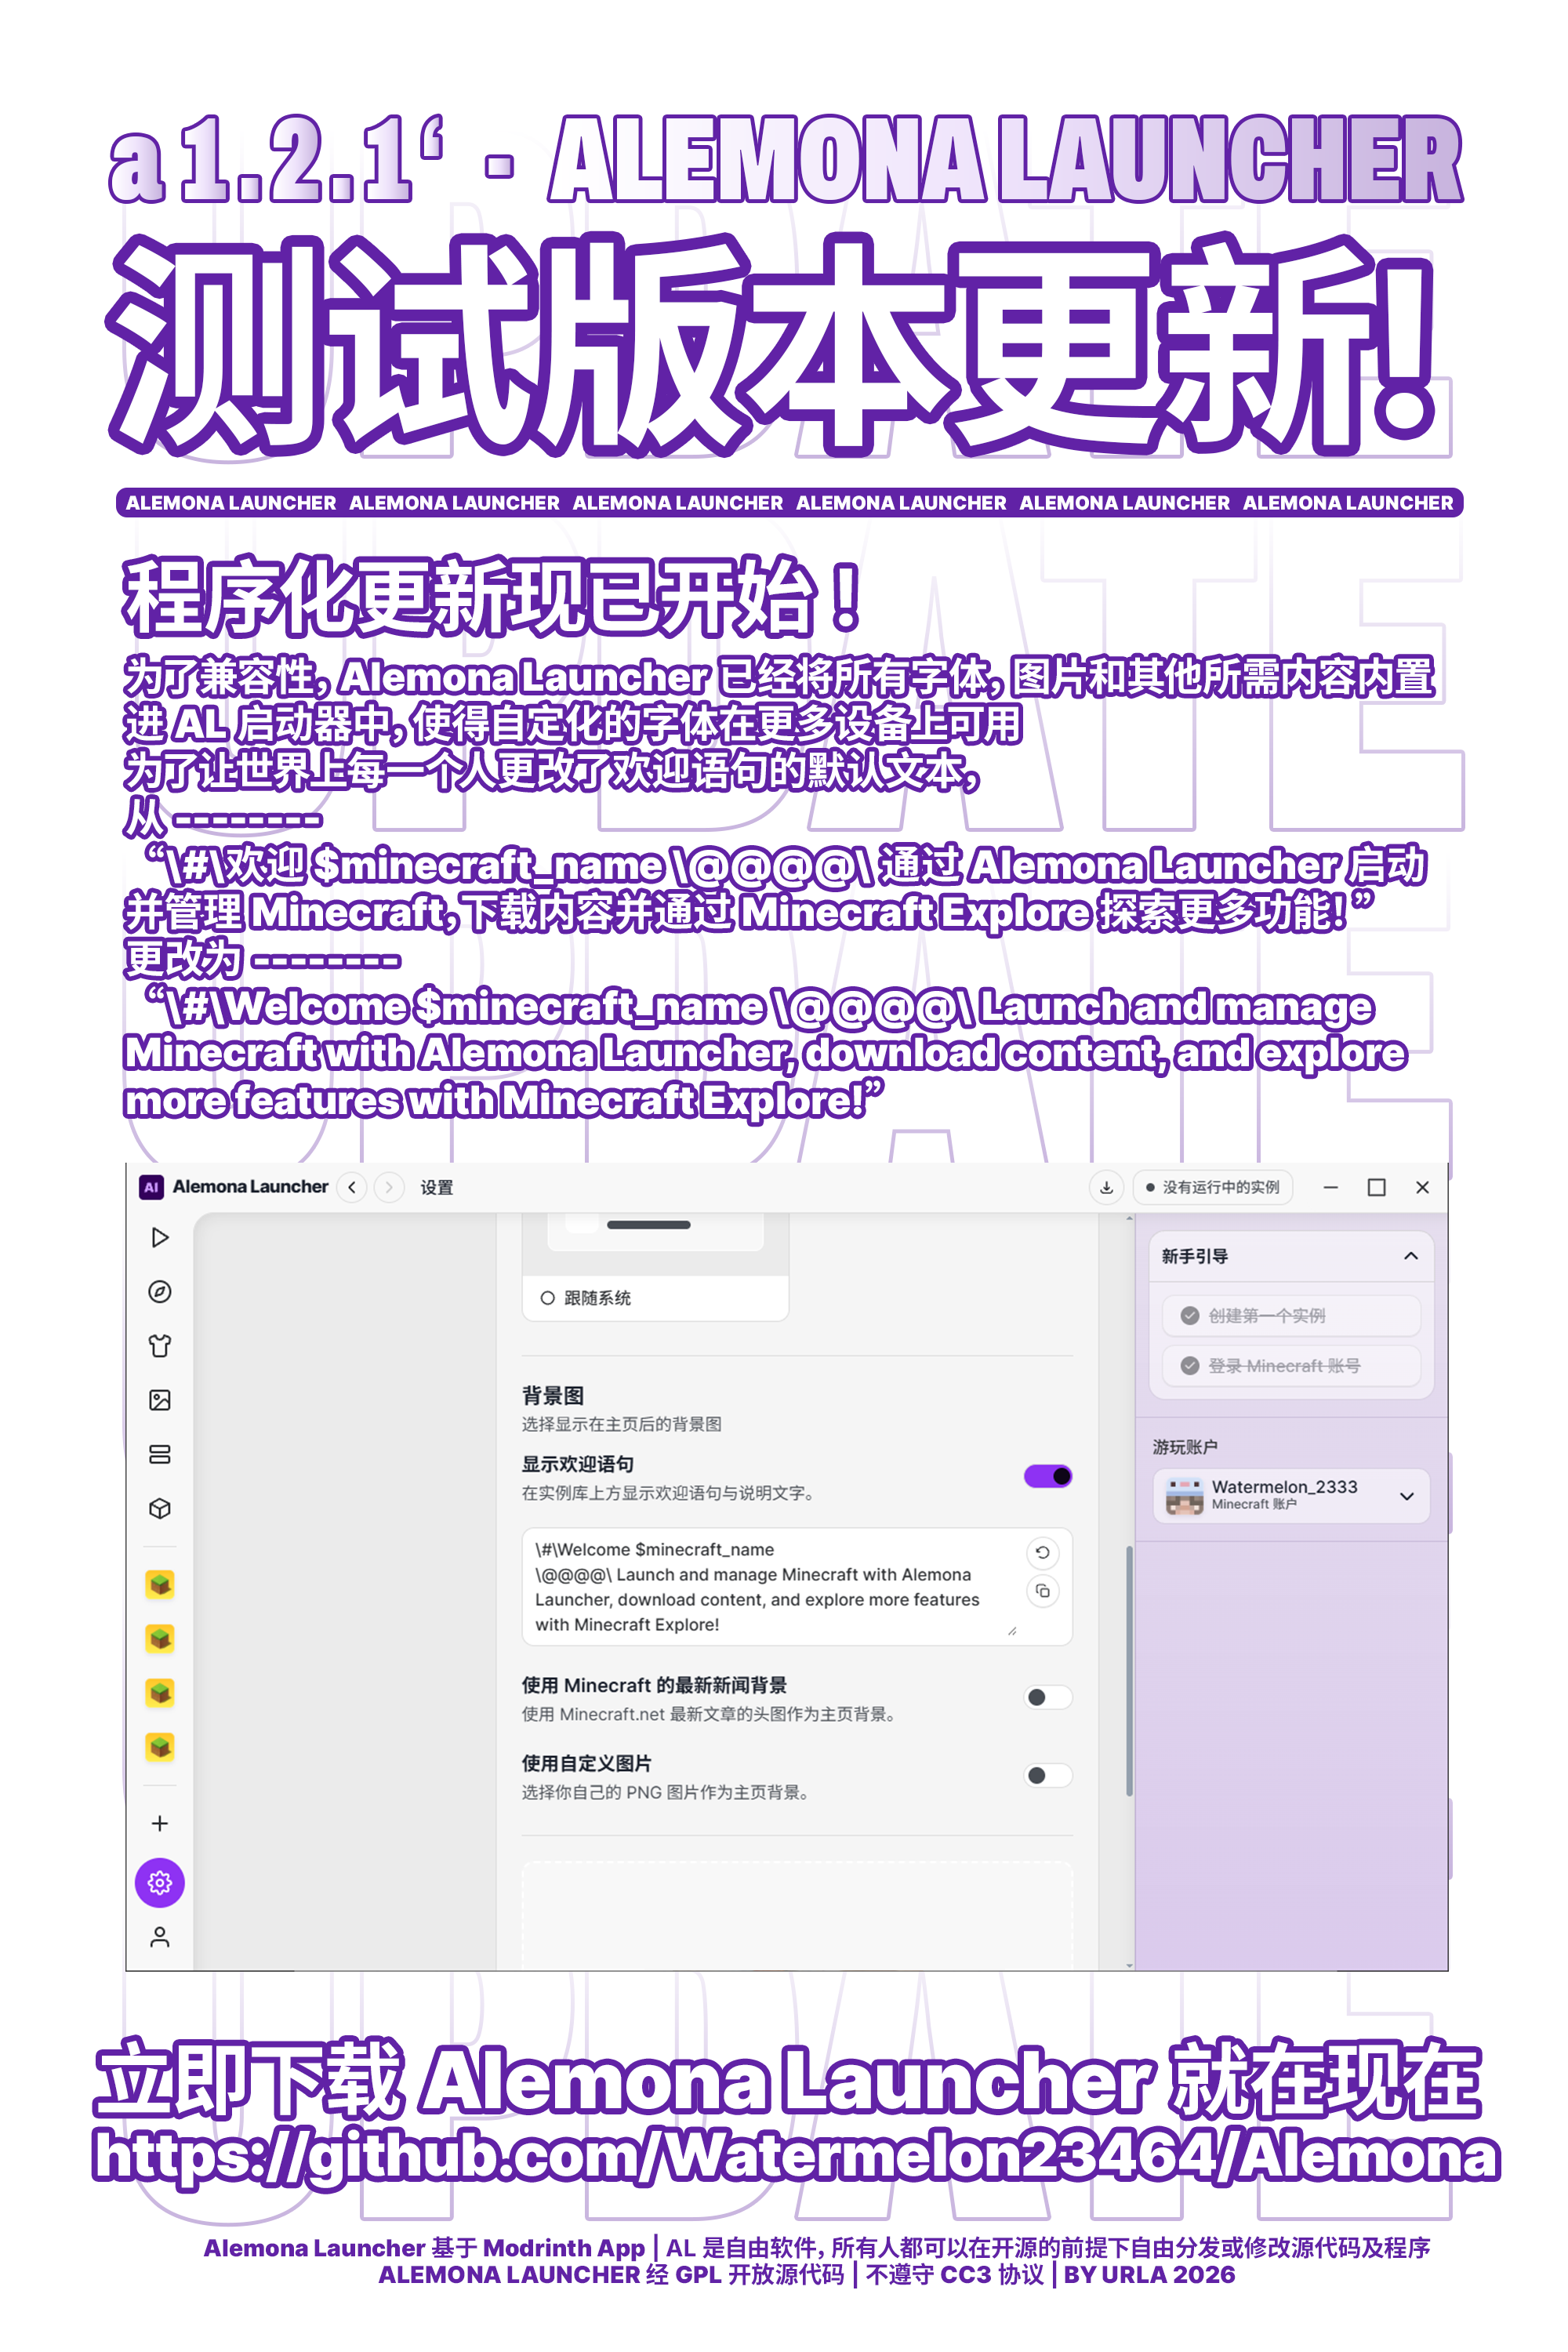 a1.2.1‘ - ALEMONA LAUNCHER
测试版本更新!
ALEMONA LAUNCHER ALEMONA LAUNCHER ALEMONA LAUNCHER ALEMONA LAUNCHER ALEMONA LAUNCHER ALEMONA LAUNCHER
程序化更新现已开始！
为了兼容性，Alemona Launcher 已经将所有字体，图片和其他所需内容内置
进 AL 启动器中，使得自定化的字体在更多设备上可用
为了让世界上每一个人更改了欢迎语句的默认文本，
从 --------
“\#\欢迎 $minecraft_name \@@@@\ 通过 Alemona Launcher 启动
并管理 Minecraft，下载内容并通过 Minecraft Explore 探索更多功能！”
更改为 --------
“\#\Welcome $minecraft_name \@@@@\ Launch and manage
Minecraft with Alemona Launcher, download content, and explore
more features with Minecraft Explore!”
AI Alemona Launcher 设置 没有运行中的实例
跟随系统
背景图
选择显示在主页后的背景图
显示欢迎语句
在实例库上方显示欢迎语句与说明文字。
\#\Welcome $minecraft_name
\@@@@\ Launch and manage Minecraft with Alemona
Launcher, download content, and explore more features
with Minecraft Explore!
使用 Minecraft 的最新新闻背景
使用 Minecraft.net 最新文章的头图作为主页背景。
使用自定义图片
选择你自己的 PNG 图片作为主页背景。
新手引导
创建第一个实例
登录 Minecraft 账号
游玩账户
Watermelon_2333
Minecraft 账户
立即下载 Alemona Launcher 就在现在
https://github.com/Watermelon23464/Alemona
Alemona Launcher 基于 Modrinth App | AL 是自由软件，所有人都可以在开源的前提下自由分发或修改源代码及程序
ALEMONA LAUNCHER 经 GPL 开放源代码 | 不遵守 CC3 协议 | BY URLA 2026
UPDATE
UPDATE
UPDATE
UPDATE